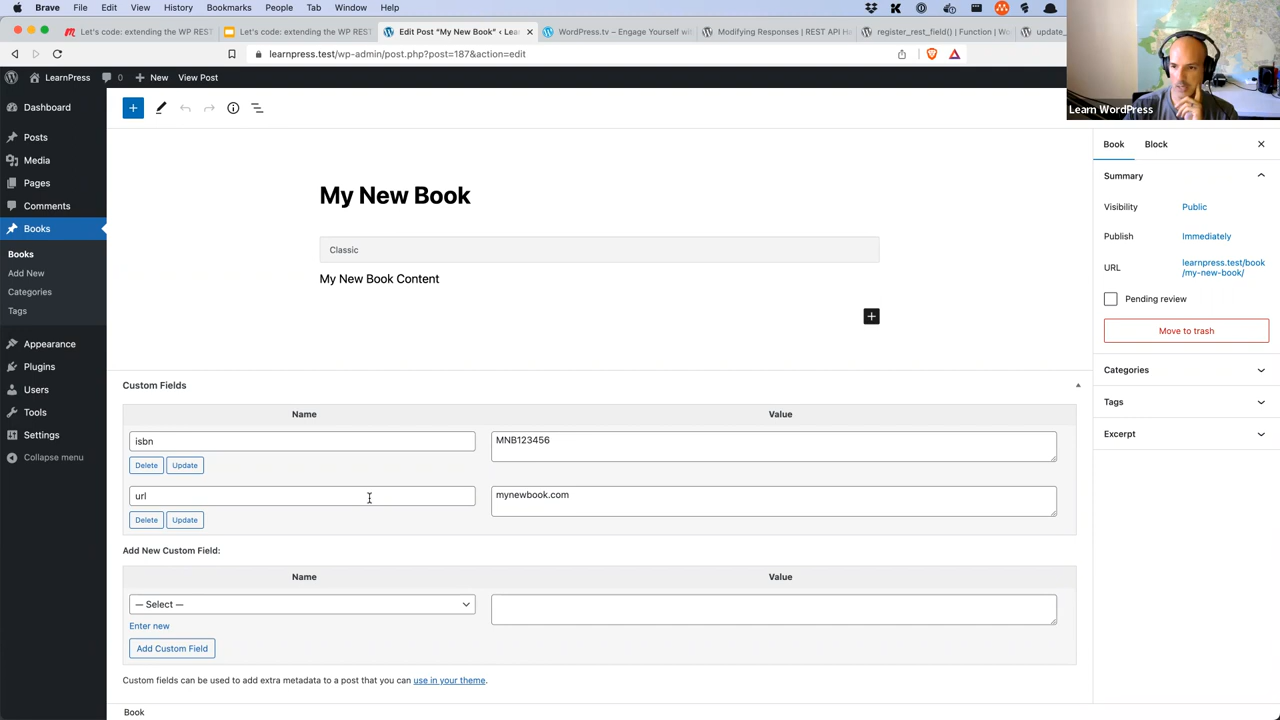 Brave Edit View History Bookmarks People Tab Window Help
Let's code: extending the WP REST
Let's code: extending the WP REST
Edit Post “My New Book” ‹ Lea
WordPress.tv – Engage Yourself wit
Modifying Responses | REST API Ha
register_rest_field() | Function | Wo
update_
learnpress.test/wp-admin/post.php?post=187&action=edit
LearnPress 0 New View Post
Learn WordPress
Dashboard
Posts
Media
Pages
Comments
Books
Books
Add New
Categories
Tags
Appearance
Plugins
Users
Tools
Settings
Collapse menu
My New Book
Classic
My New Book Content
Custom Fields
Name Value
isbn MNB123456
Delete Update
url mynewbook.com
Delete Update
Add New Custom Field:
Name Value
— Select —
Enter new
Add Custom Field
Custom fields can be used to add extra metadata to a post that you can use in your theme.
Book
Book Block
Summary
Visibility Public
Publish Immediately
URL learnpress.test/book
/my-new-book/
Pending review
Move to trash
Categories
Tags
Excerpt